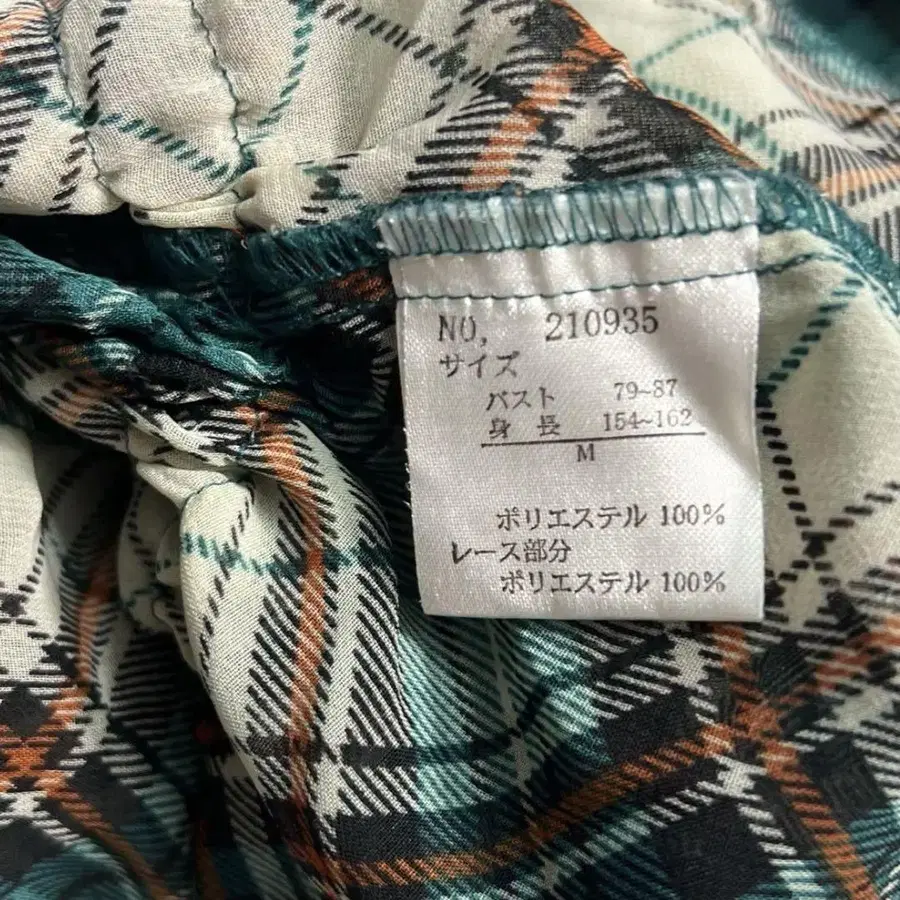 NO, 210935
サイズ
バスト 79~87
身長 154~162
M
ポリエステル 100%
レース部分
ポリエステル 100%